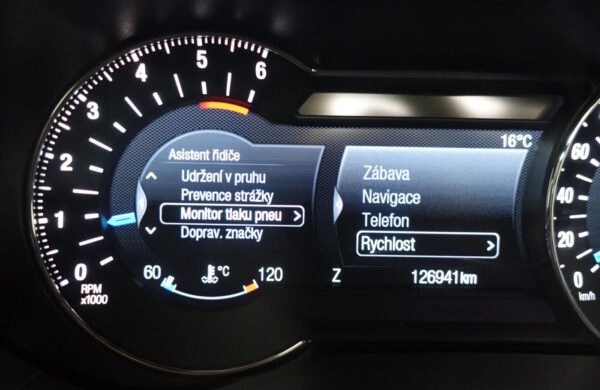 0
1
2
3
4
5
6
RPM
x1000
Asistent řidiče
Udržení v pruhu
Prevence strážky
Monitor tlaku pneu >
Doprav. značky
60 °C 120
16°C
Zábava
Navigace
Telefon
Rychlost >
Z 126941km
60
40
20
0
km/h